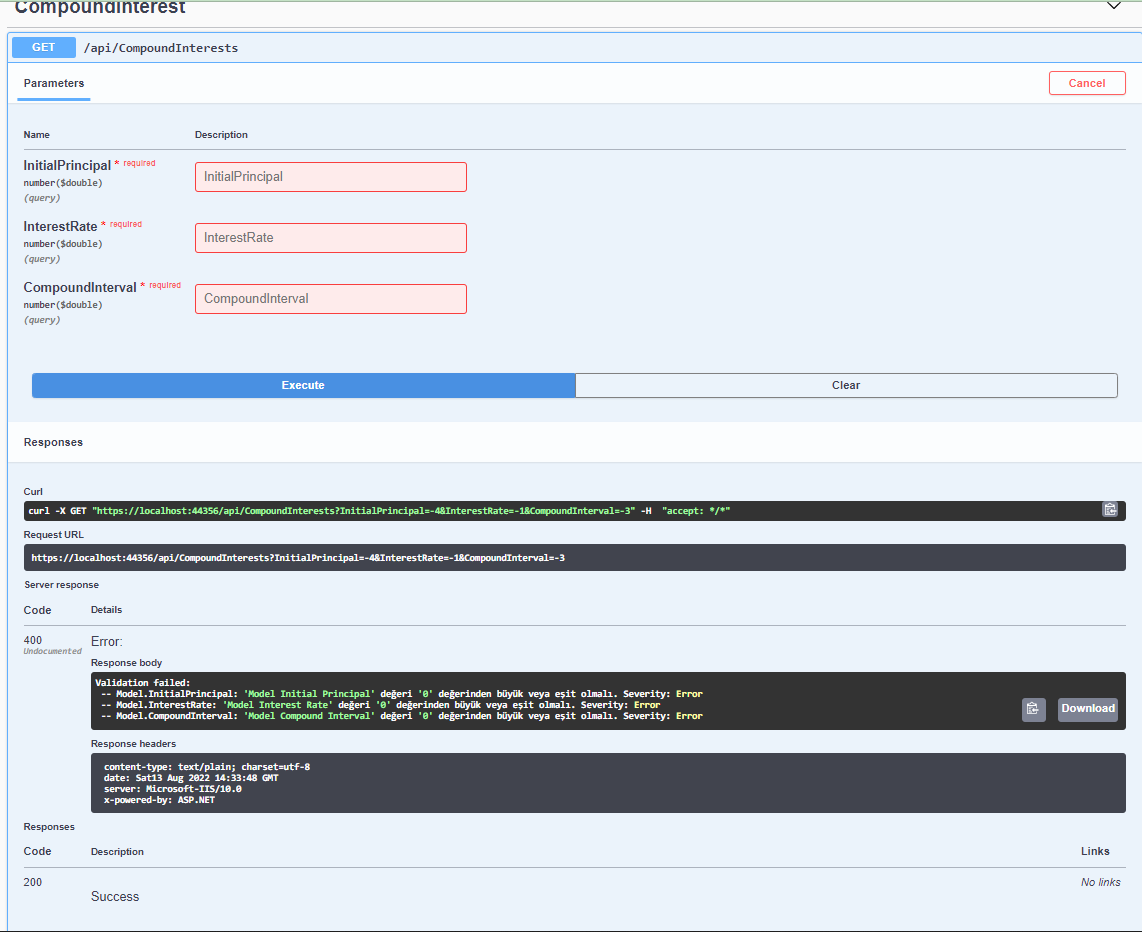 CompoundInterest
GET /api/CompoundInterests
Parameters
Cancel
Name Description
InitialPrincipal * required
number($double)
(query)
InitialPrincipal
InterestRate * required
number($double)
(query)
InterestRate
CompoundInterval * required
number($double)
(query)
CompoundInterval
Execute
Clear
Responses
Curl
curl -X GET "https://localhost:44356/api/CompoundInterests?InitialPrincipal=-4&InterestRate=-1&CompoundInterval=-3" -H  "accept: */*"
Request URL
https://localhost:44356/api/CompoundInterests?InitialPrincipal=-4&InterestRate=-1&CompoundInterval=-3
Server response
Code Details
400
Undocumented
Error:
Response body
Validation failed:
-- Model.InitialPrincipal: 'Model Initial Principal' değeri '0' değerinden büyük veya eşit olmalı. Severity: Error
-- Model.InterestRate: 'Model Interest Rate' değeri '0' değerinden büyük veya eşit olmalı. Severity: Error
-- Model.CompoundInterval: 'Model Compound Interval' değeri '0' değerinden büyük veya eşit olmalı. Severity: Error
Download
Response headers
content-type: text/plain; charset=utf-8
date: Sat13 Aug 2022 14:33:48 GMT
server: Microsoft-IIS/10.0
x-powered-by: ASP.NET
Responses
Code Description Links
200
Success
No links